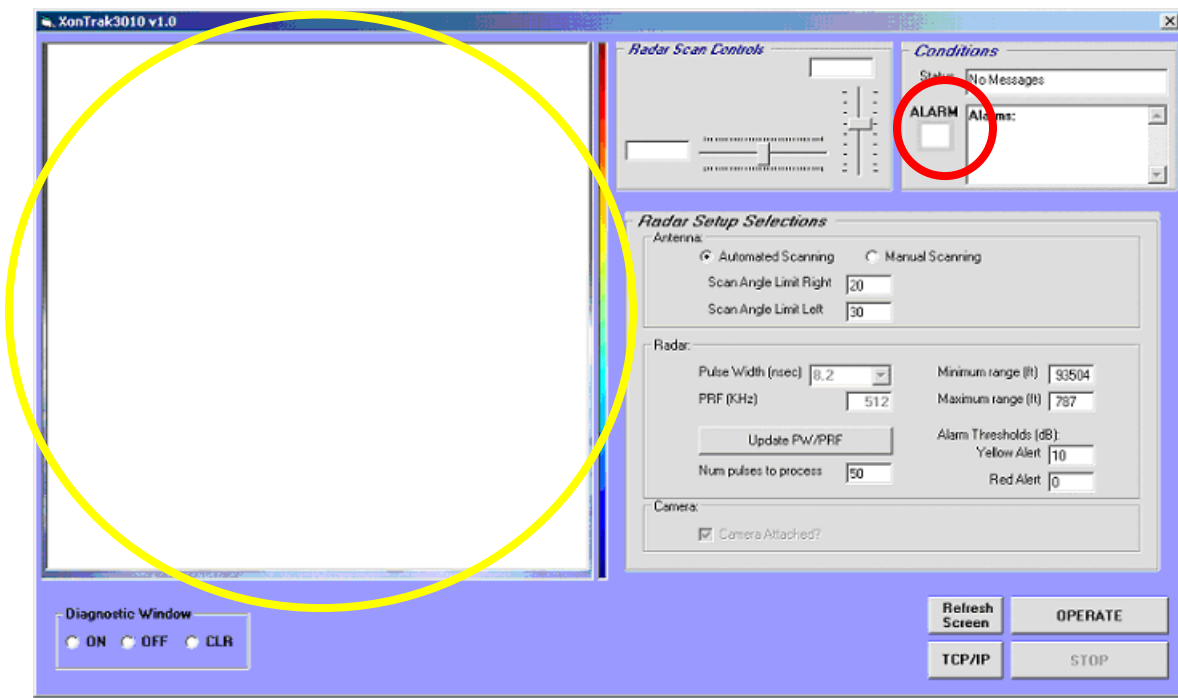 XonTrak3010 v1.0
Radar Scan Controls
Conditions
Status
No Messages
ALARM
Alarms:
Radar Setup Selections
Antenna:
Automated Scanning
Manual Scanning
Scan Angle Limit Right
20
Scan Angle Limit Left
30
Radar:
Pulse Width (nsec)
8.2
Minimum range (ft)
93504
PRF (KHz)
512
Maximum range (ft)
787
Update PW/PRF
Alarm Thresholds (dB):
Yellow Alert
10
Num pulses to process
50
Red Alert
0
Camera:
Camera Attached?
Diagnostic Window
ON
OFF
CLR
Refresh
Screen
OPERATE
TCP/IP
STOP